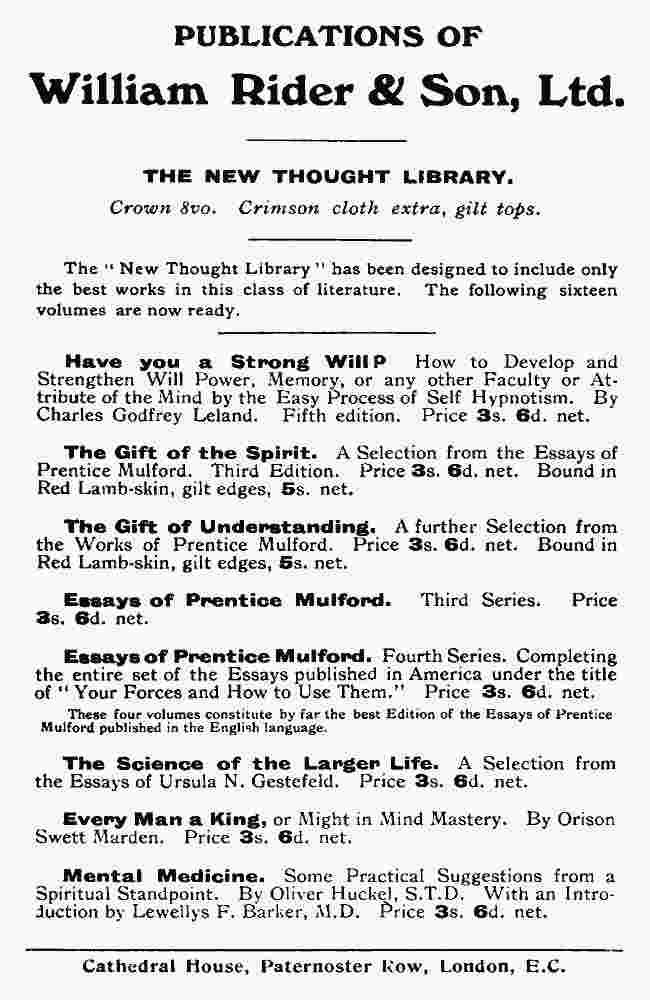 PUBLICATIONS OF
William Rider & Son, Ltd.
THE NEW THOUGHT LIBRARY.
Crown 8vo. Crimson cloth extra, gilt tops.
The "New Thought Library" has been designed to include only
the best works in this class of literature. The following sixteen
volumes are now ready.
Have you a Strong Will? How to Develop and
Strengthen Will Power, Memory, or any other Faculty or At-
tribute of the Mind by the Easy Process of Self Hypnotism. By
Charles Godfrey Leland. Fifth edition. Price 3s. 6d. net.
The Gift of the Spirit. A Selection from the Essays of
Prentice Mulford. Third Edition. Price 3s. 6d. net. Bound in
Red Lamb-skin, gilt edges, 5s. net.
The Gift of Understanding. A further Selection from
the Works of Prentice Mulford. Price 3s. 6d. net. Bound in
Red Lamb-skin, gilt edges, 5s. net.
Essays of Prentice Mulford. Third Series. Price
3s. 6d. net.
Essays of Prentice Mulford. Fourth Series. Completing
the entire set of the Essays published in America under the title
of "Your Forces and How to Use Them." Price 3s. 6d. net.
These four volumes constitute by far the best Edition of the Essays of Prentice
Mulford published in the English language.
The Science of the Larger Life. A Selection from
the Essays of Ursula N. Gestefeld. Price 3s. 6d. net.
Every Man a King, or Might in Mind Mastery. By Orison
Swett Marden. Price 3s. 6d. net.
Mental Medicine. Some Practical Suggestions from a
Spiritual Standpoint. By Oliver Huckel, S.T.D. With an Intro-
duction by Lewellys F. Barker, M.D. Price 3s. 6d. net.
Cathedral House, Paternoster Row, London, E.C.